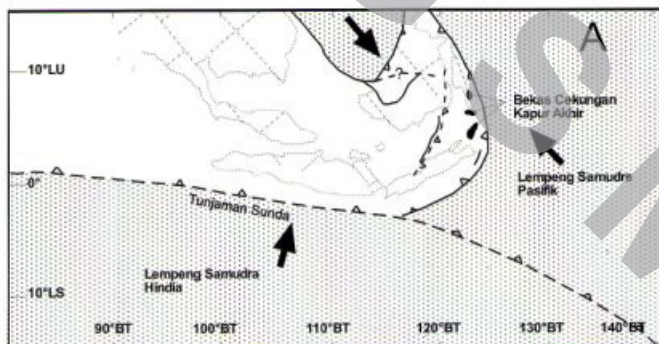 A
10°LU
?
Bekas Cekungan
Kapur Akhir
Lempeng Samudra
Pasifik
0°
Tunjaman Sunda
Lempeng Samudra
Hindia
10°LS
90°BT
100°BT
110°BT
120°BT
130°BT
140°BT